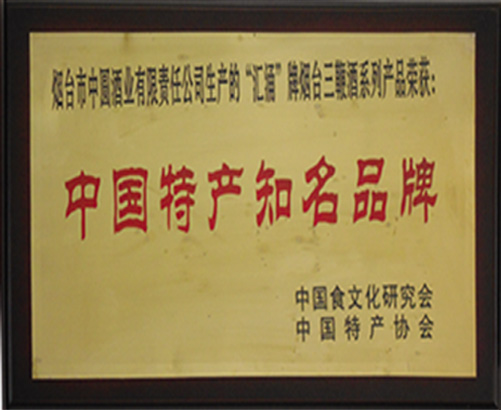 烟台市中圆酒业有限责任公司生产的“汇涌”牌烟台三鞭酒系列产品荣获：
中国特产知名品牌
中国食文化研究会
中国特产协会